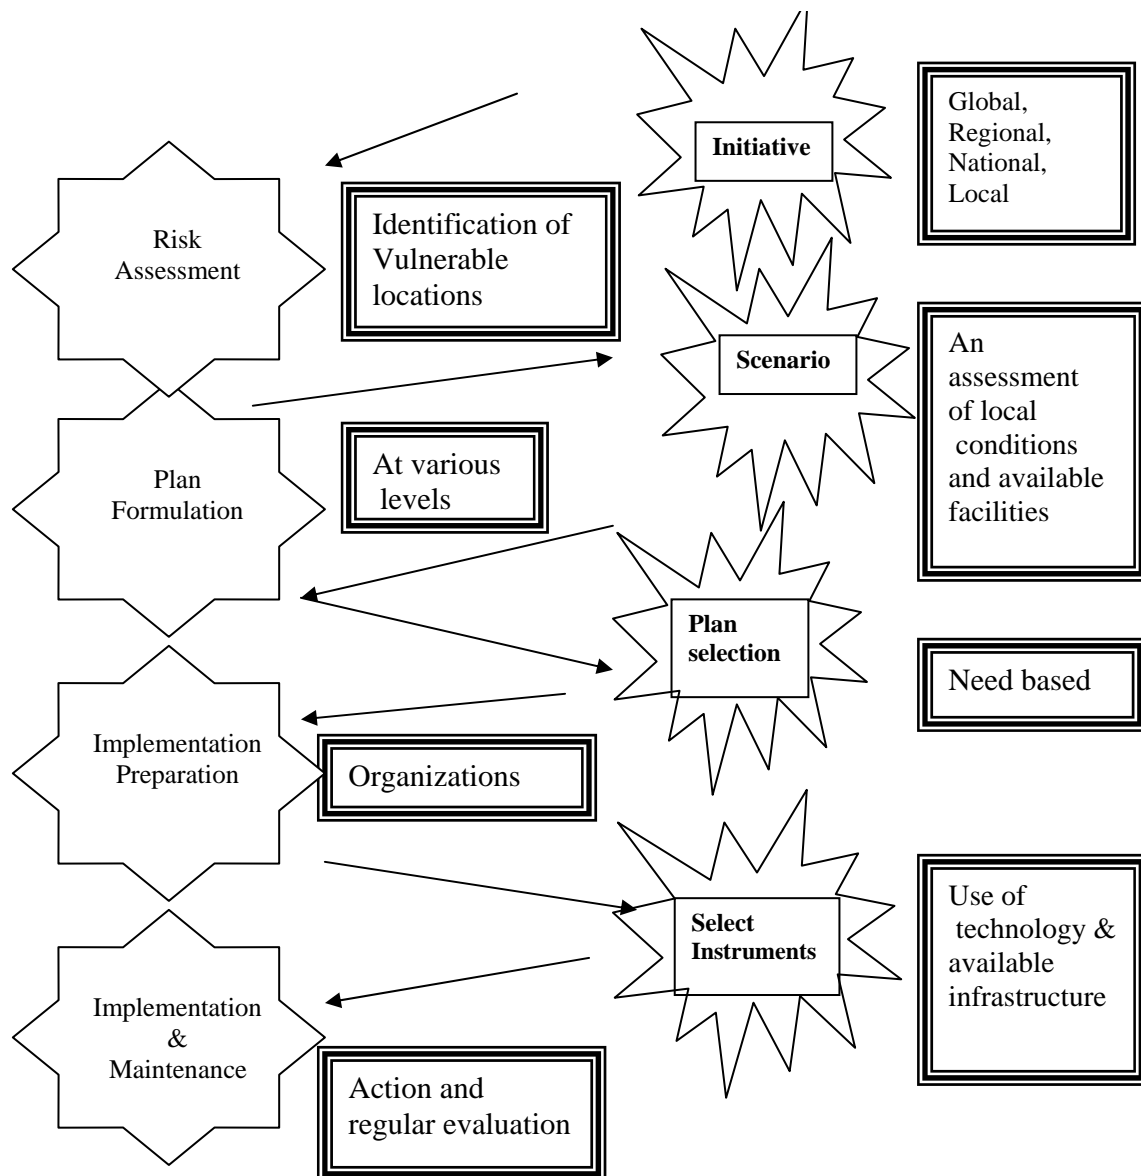 Initiative
Global,
Regional,
National,
Local
Risk
Assessment
Identification of
Vulnerable
locations
Scenario
An
assessment
of local
conditions
and available
facilities
Plan
Formulation
At various
levels
Plan
selection
Need based
Implementation
Preparation
Organizations
Select
Instruments
Use of
technology &
available
infrastructure
Implementation
&
Maintenance
Action and
regular evaluation